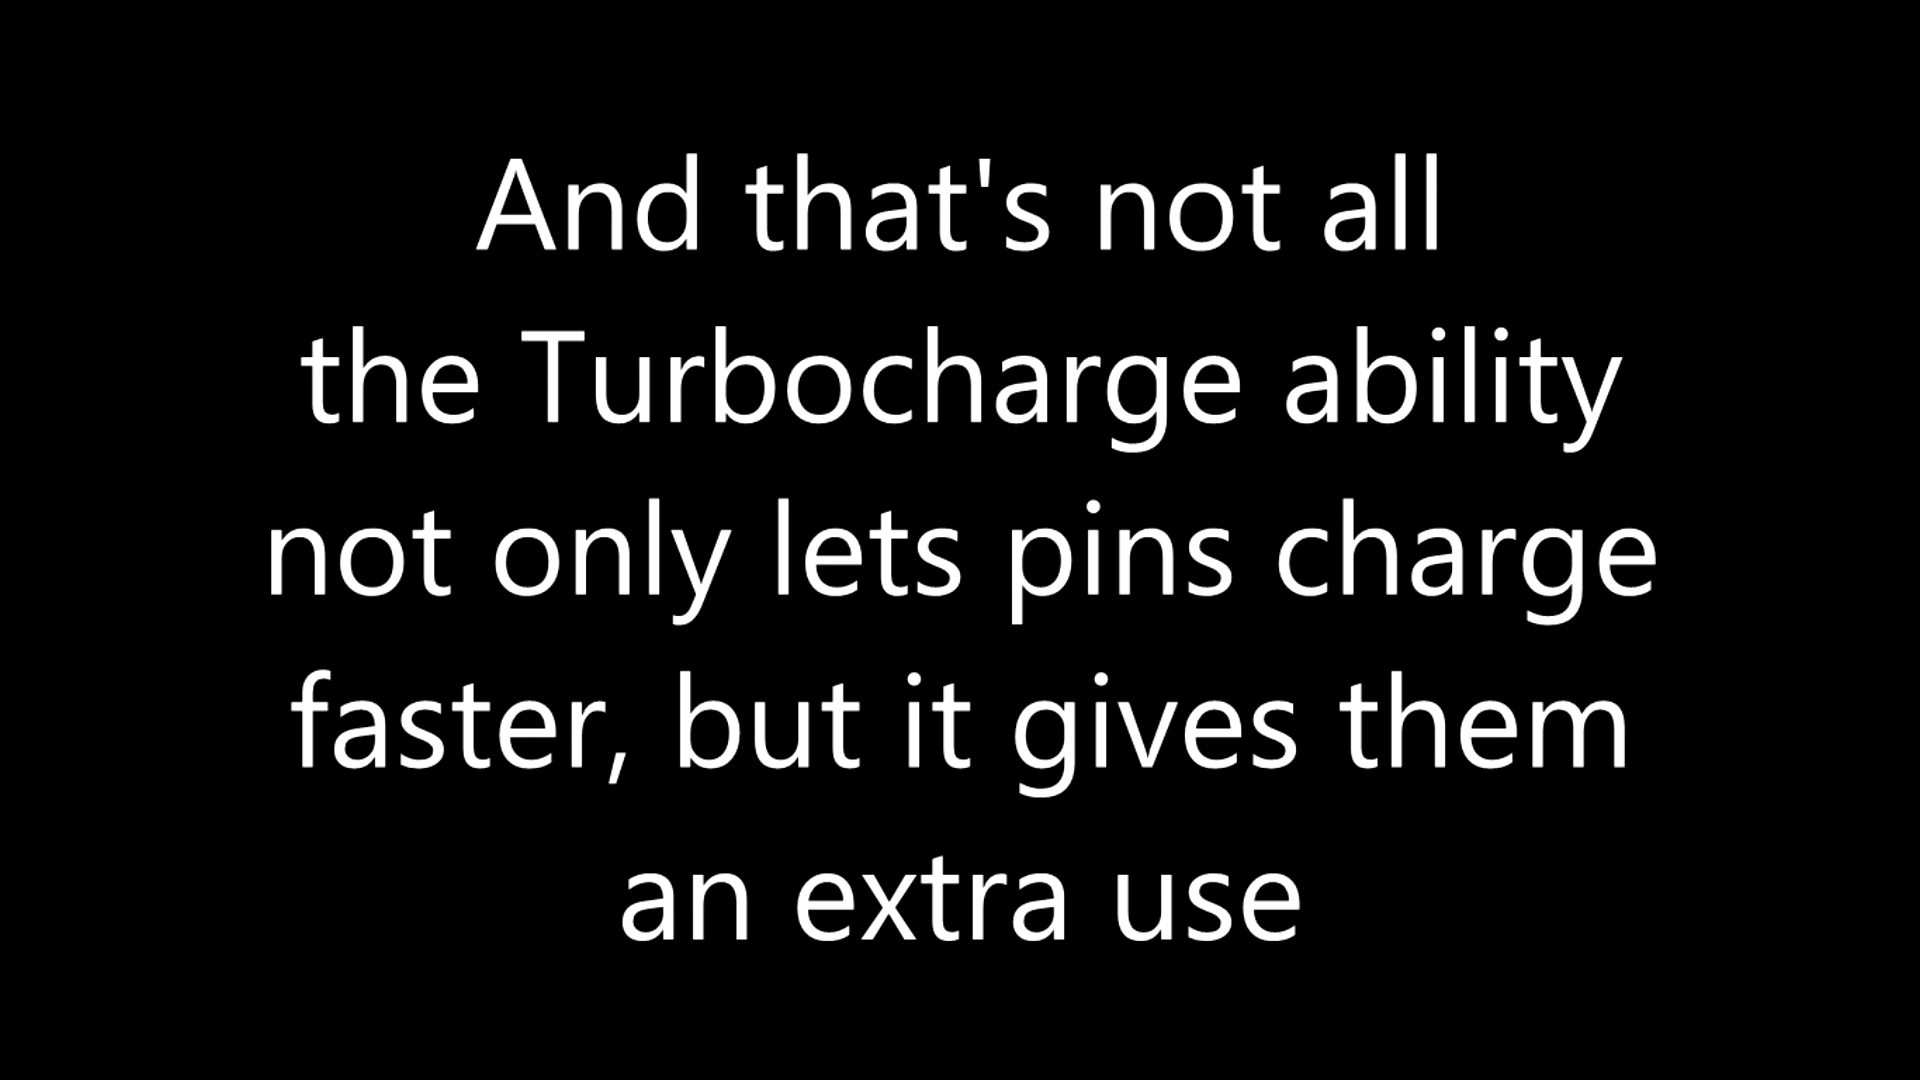 And that's not all
the Turbocharge ability
not only lets pins charge
faster, but it gives them
an extra use